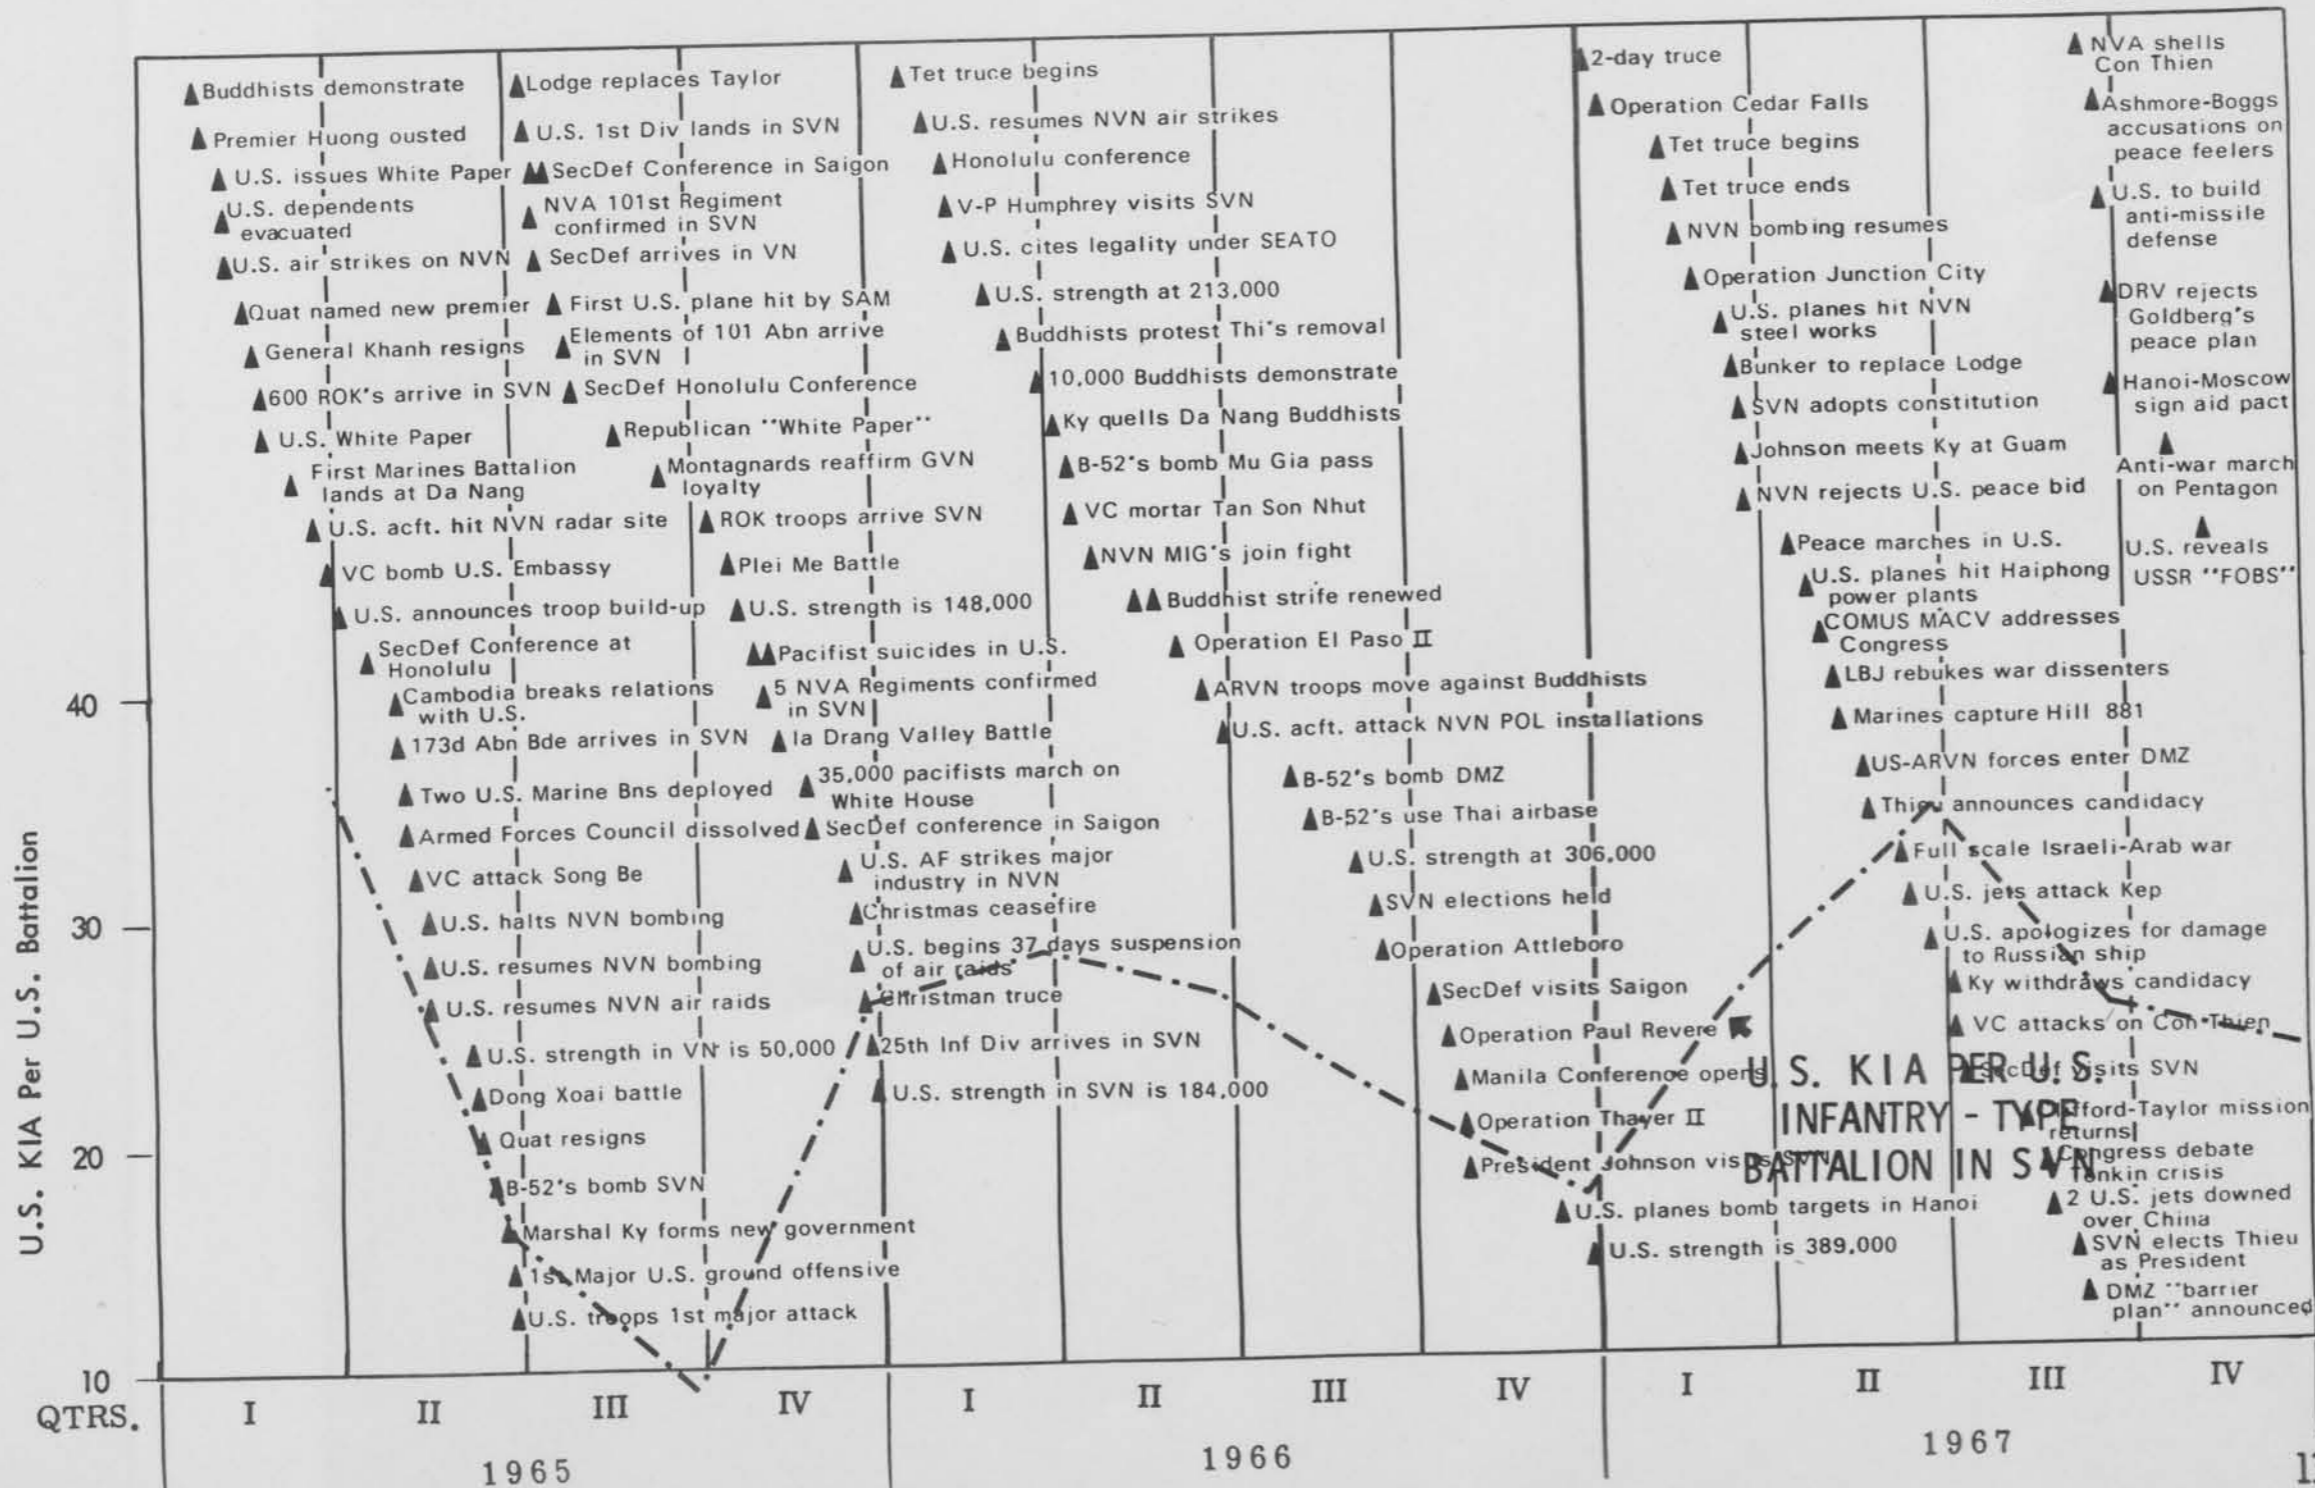 Buddhists demonstrate
Premier Huong ousted
U.S. issues White Paper
U.S. dependents
evacuated
U.S. air strikes on NVN
Quat named new premier
General Khanh resigns
600 ROK's arrive in SVN
U.S. White Paper
First Marines Battalion
lands at Da Nang
U.S. acft. hit NVN radar site
VC bomb U.S. Embassy
U.S. announces troop build-up
SecDef Conference at
Honolulu
Cambodia breaks relations
with U.S.
173d Abn Bde arrives in SVN
Two U.S. Marine Bns deployed
Armed Forces Council dissolved
VC attack Song Be
U.S. halts NVN bombing
U.S. resumes NVN bombing
U.S. resumes NVN air raids
U.S. strength in VN is 50,000
Dong Xoai battle
Quat resigns
B-52's bomb SVN
Marshal Ky forms new government
1st Major U.S. ground offensive
U.S. troops 1st major attack
Lodge replaces Taylor
U.S. 1st Div lands in SVN
SecDef Conference in Saigon
NVA 101st Regiment
confirmed in SVN
SecDef arrives in VN
First U.S. plane hit by SAM
Elements of 101 Abn arrive
in SVN
SecDef Honolulu Conference
Republican "White Paper"
Montagnards reaffirm GVN
loyalty
ROK troops arrive SVN
Plei Me Battle
U.S. strength is 148,000
Pacifist suicides in U.S.
5 NVA Regiments confirmed
in SVN
Ia Drang Valley Battle
35,000 pacifists march on
White House
SecDef conference in Saigon
U.S. AF strikes major
industry in NVN
Christmas ceasefire
U.S. begins 37 days suspension
of air raids
Christman truce
25th Inf Div arrives in SVN
U.S. strength in SVN is 184,000
Tet truce begins
U.S. resumes NVN air strikes
Honolulu conference
V-P Humphrey visits SVN
U.S. cites legality under SEATO
U.S. strength at 213,000
Buddhists protest Thi's removal
10,000 Buddhists demonstrate
Ky quells Da Nang Buddhists
B-52's bomb Mu Gia pass
VC mortar Tan Son Nhut
NVN MIG's join fight
Buddhist strife renewed
Operation El Paso II
ARVN troops move against Buddhists
U.S. acft. attack NVN POL installations
B-52's bomb DMZ
B-52's use Thai airbase
U.S. strength at 306,000
SVN elections held
Operation Attleboro
SecDef visits Saigon
Operation Paul Revere
Manila Conference opens
Operation Thayer II
President Johnson visits SVN
U.S. planes bomb targets in Hanoi
U.S. strength is 389,000
2-day truce
Operation Cedar Falls
Tet truce begins
Tet truce ends
NVN bombing resumes
Operation Junction City
U.S. planes hit NVN
steel works
Bunker to replace Lodge
SVN adopts constitution
Johnson meets Ky at Guam
NVN rejects U.S. peace bid
Peace marches in U.S.
U.S. planes hit Haiphong
power plants
COMUS MACV addresses
Congress
LBJ rebukes war dissenters
Marines capture Hill 881
US-ARVN forces enter DMZ
Thieu announces candidacy
Full scale Israeli-Arab war
U.S. jets attack Kep
U.S. apologizes for damage
to Russian ship
Ky withdraws candidacy
VC attacks on Con Thien
SecDef visits SVN
Clifford-Taylor mission
returns
Congress debate
Tonkin crisis
2 U.S. jets downed
over China
SVN elects Thieu
as President
DMZ "barrier
plan" announced
NVA shells
Con Thien
Ashmore-Boggs
accusations on
peace feelers
U.S. to build
anti-missile
defense
DRV rejects
Goldberg's
peace plan
Hanoi-Moscow
sign aid pact
Anti-war march
on Pentagon
U.S. reveals
USSR "FOBS"
U.S. KIA PER U.S.
INFANTRY - TYPE
BATTALION IN SVN
U.S. KIA Per U.S. Battalion
40
30
20
10
QTRS.
I II III IV I II III IV I II III IV
1965 1966 1967